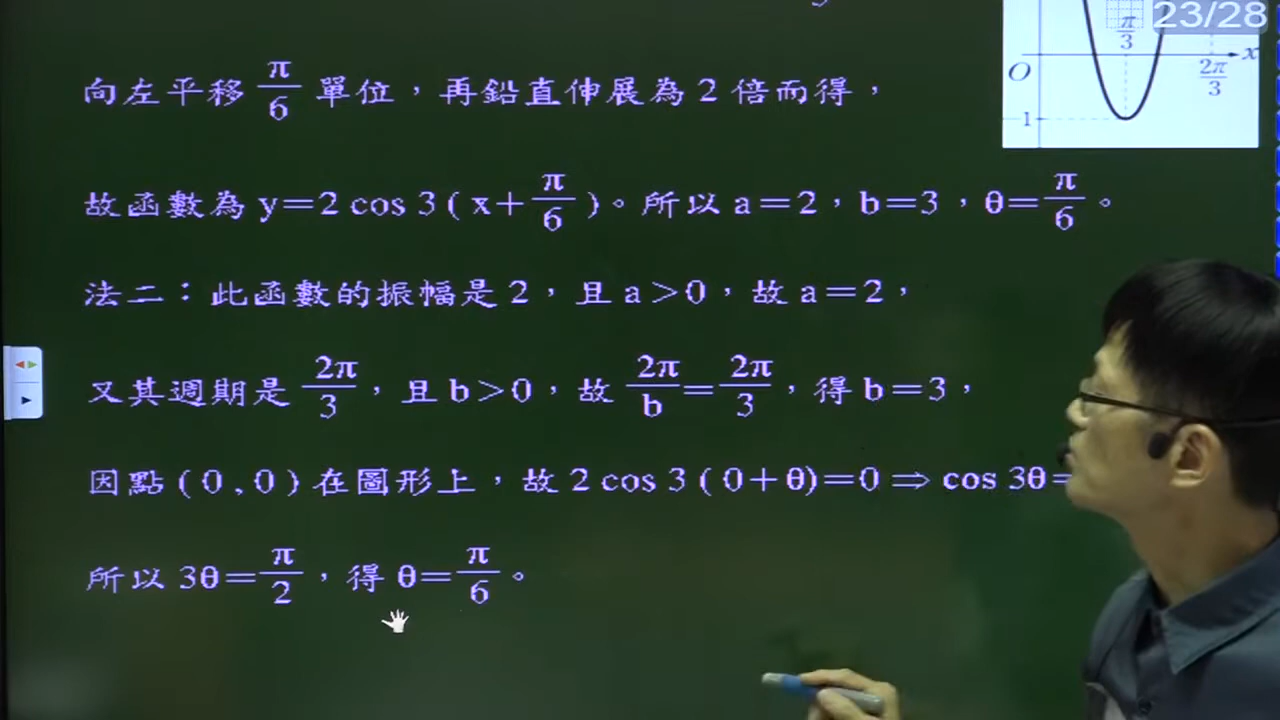 23/28
π/3
2π/3
x
O
-1
向左平移 π/6 單位，再鉛直伸展為 2 倍而得，
故函數為 y=2 cos 3(x+π/6)。所以 a=2，b=3，θ=π/6。
法二：此函數的振幅是 2，且 a>0，故 a=2，
又其週期是 2π/3，且 b>0，故 2π/b=2π/3，得 b=3，
因點(0,0)在圖形上，故 2 cos 3(0+θ)=0⇒cos 3θ=
所以 3θ=π/2，得 θ=π/6。